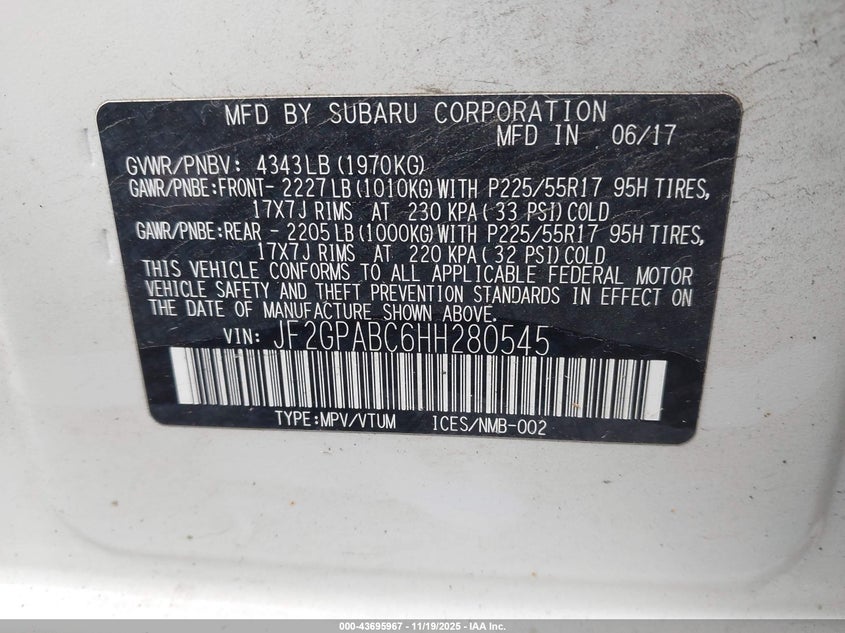 MFD BY SUBARU CORPORATION
MFD IN 06/17
GVWR/PNBV: 4343LB (1970KG)
GAWR/PNBE:FRONT- 2227LB (1010KG) WITH P225/55R17 95H TIRES,
17X7J RIMS AT 230 KPA( 33 PSI) COLD
GAWR/PNBE:REAR - 2205LB (1000KG) WITH P225/55R17 95H TIRES,
17X7J RIMS AT 220 KPA( 32 PSI) COLD
THIS VEHICLE CONFORMS TO ALL APPLICABLE FEDERAL MOTOR
VEHICLE SAFETY AND THEFT PREVENTION STANDARDS IN EFFECT ON
THE DATE OF MANUFACTURE SHOWN ABOVE.
VIN: JF2GPABC6HH280545
TYPE:MPV/VTUM ICES/NMB-002
000-43695967 - 11/19/2025 - IAA Inc.